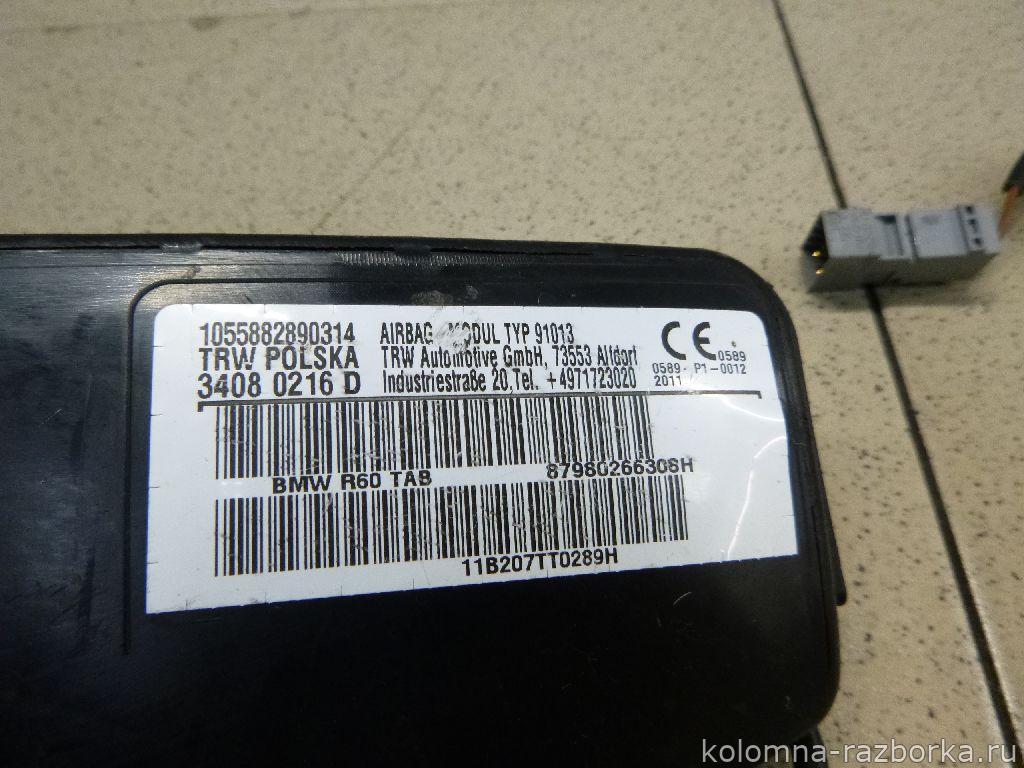 1055882890314
TRW POLSKA
3408 0216 D
AIRBAG MODUL TYP 91013
TRW Automotive GmbH, 73553 Alfdorf
Industriestraße 20.Tel. +4971723020
CE 0589
0589- P1-0012
2011
BMW R60 TAB 8798026630SH
11B207TT0289H
kolomna-razborka.ru